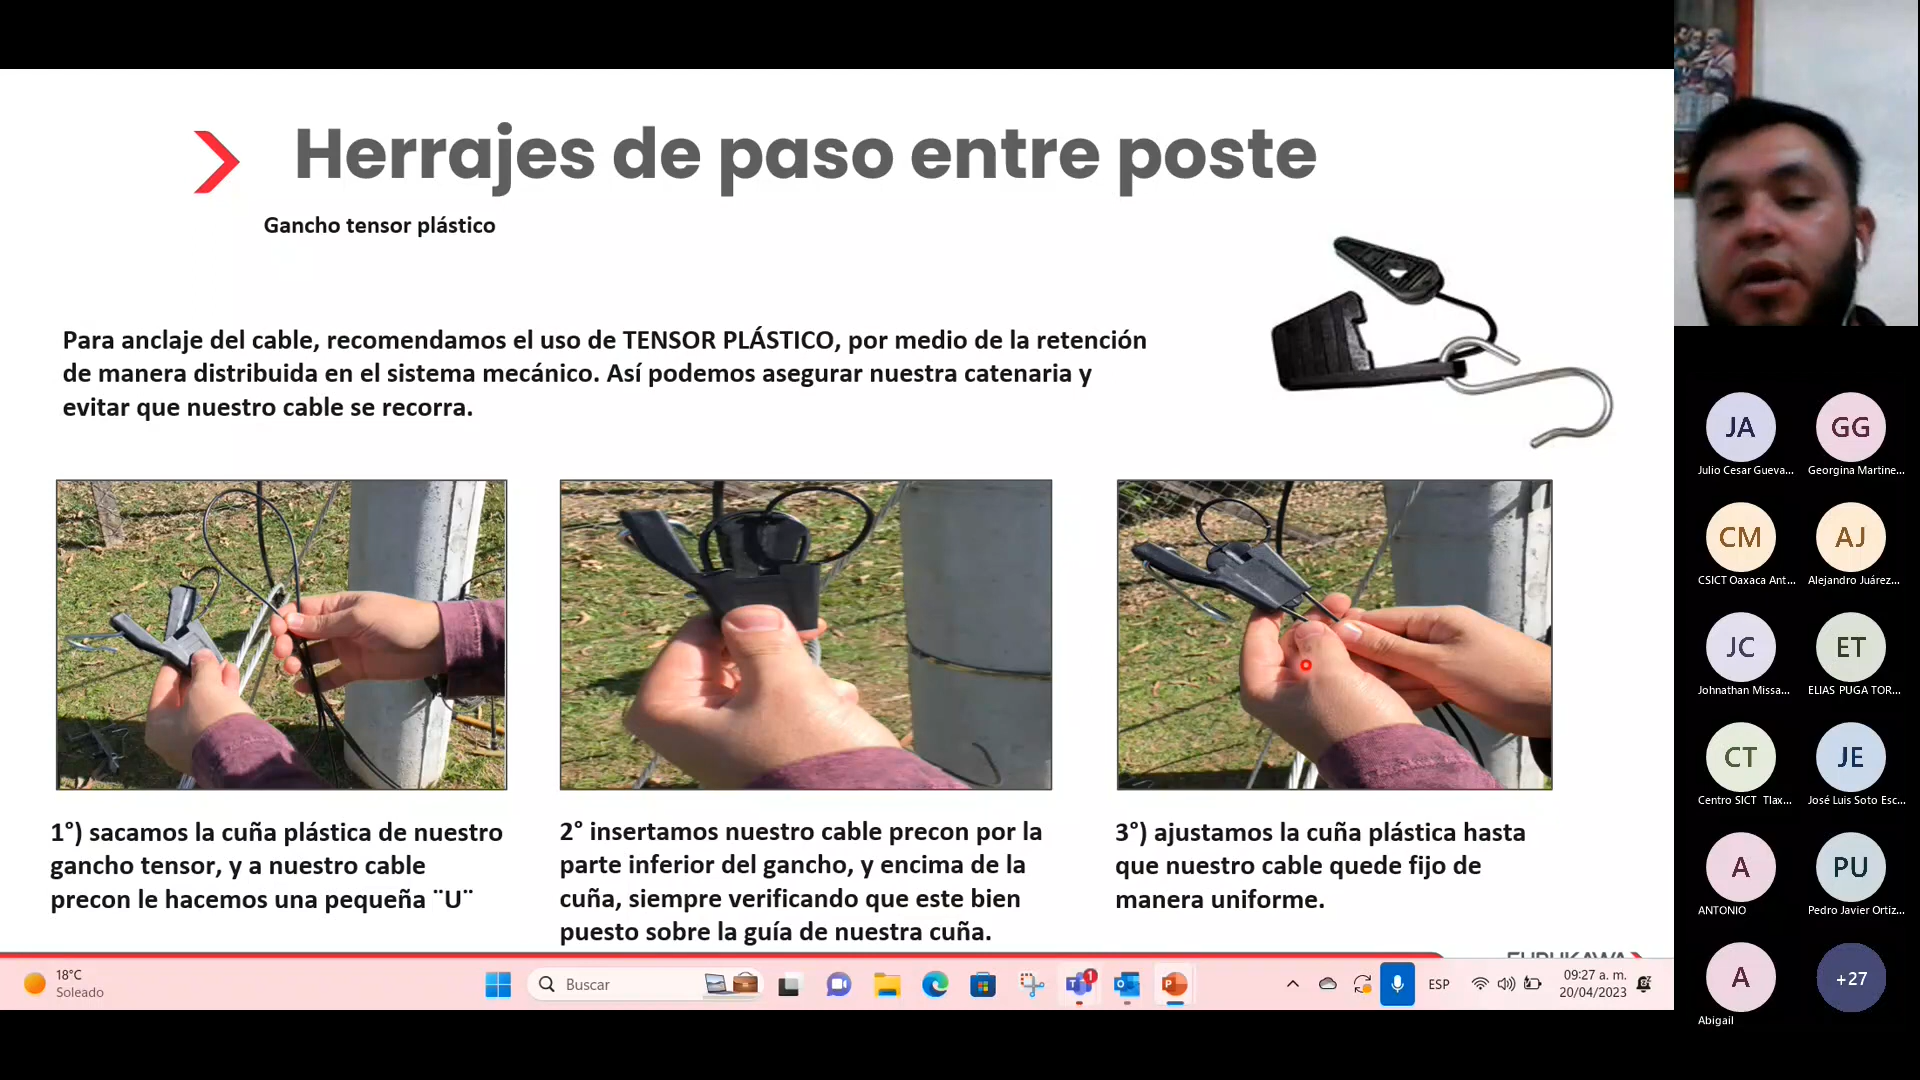 Herrajes de paso entre poste
Gancho tensor plástico
Para anclaje del cable, recomendamos el uso de TENSOR PLÁSTICO, por medio de la retención
de manera distribuida en el sistema mecánico. Así podemos asegurar nuestra catenaria y
evitar que nuestro cable se recorra.
1°) sacamos la cuña plástica de nuestro
gancho tensor, y a nuestro cable
precon le hacemos una pequeña ¨U¨
2° insertamos nuestro cable precon por la
parte inferior del gancho, y encima de la
cuña, siempre verificando que este bien
puesto sobre la guía de nuestra cuña.
3°) ajustamos la cuña plástica hasta
que nuestro cable quede fijo de
manera uniforme.
FURUKAWA
18°C
Soleado
Buscar
1
ESP
09:27 a. m.
20/04/2023
JA
Julio Cesar Gueva...
GG
Georgina Martine...
CM
CSICT Oaxaca Ant...
AJ
Alejandro Juárez...
JC
Johnathan Missa...
ET
ELIAS PUGA TOR...
CT
Centro SICT Tlax...
JE
José Luis Soto Esc...
A
ANTONIO
PU
Pedro Javier Ortiz...
A
Abigail
+27